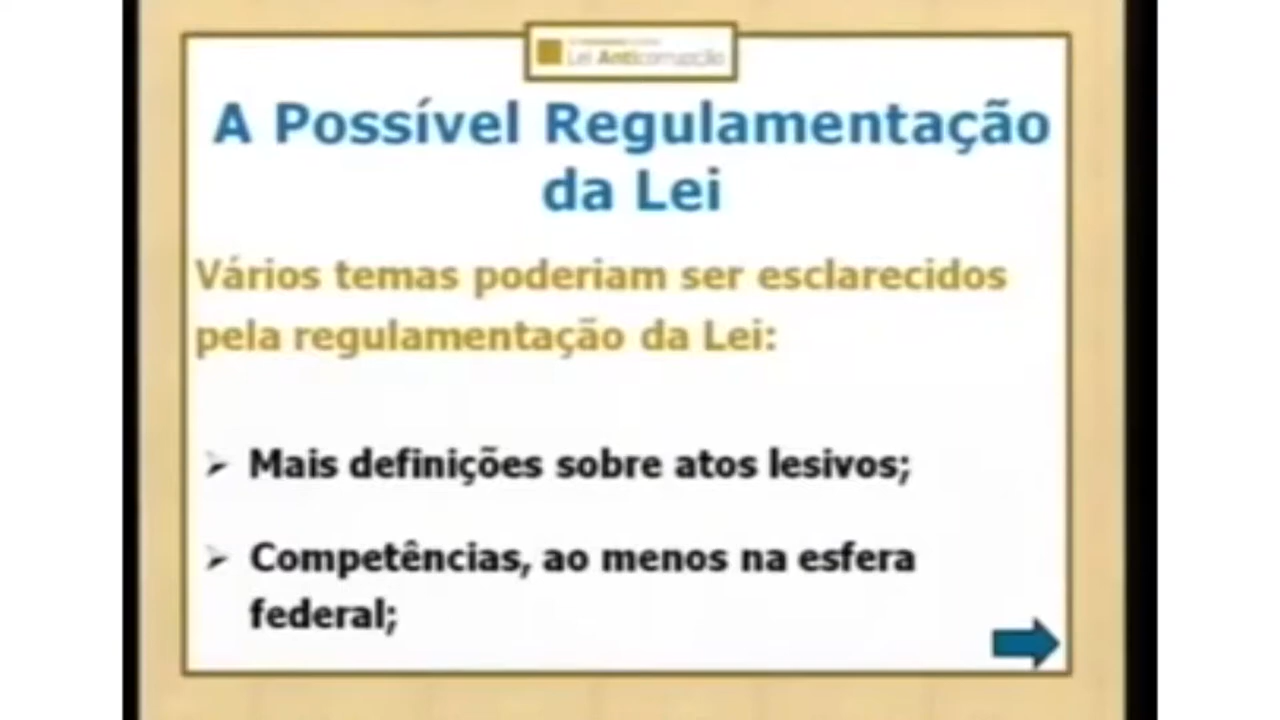 Lei Anticorrupção
A Possível Regulamentação
da Lei
Vários temas poderiam ser esclarecidos
pela regulamentação da Lei:
➢ Mais definições sobre atos lesivos;
➢ Competências, ao menos na esfera
federal;